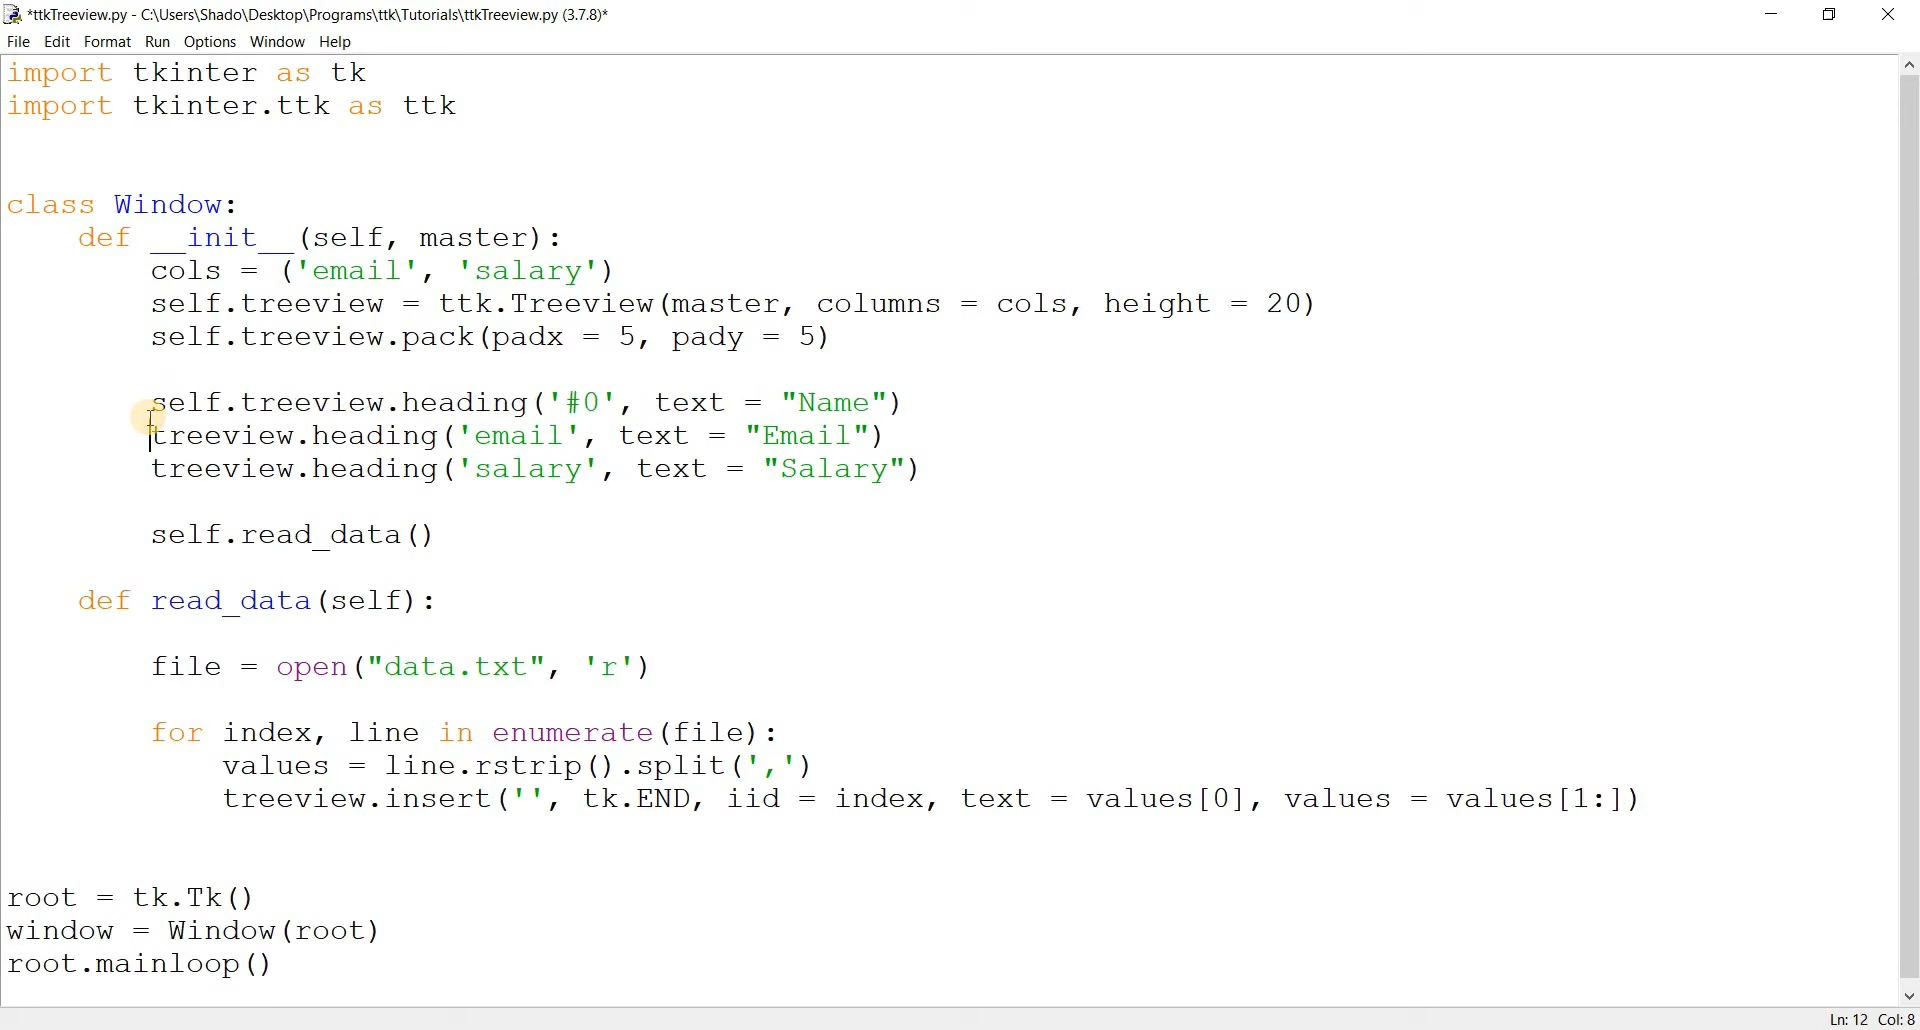 *ttkTreeview.py - C:\Users\Shado\Desktop\Programs\ttk\Tutorials\ttkTreeview.py (3.7.8)*
File Edit Format Run Options Window Help
import tkinter as tk
import tkinter.ttk as ttk
class Window:
    def __init__(self, master):
        cols = ('email', 'salary')
        self.treeview = ttk.Treeview(master, columns = cols, height = 20)
        self.treeview.pack(padx = 5, pady = 5)
        self.treeview.heading('#0', text = "Name")
        treeview.heading('email', text = "Email")
        treeview.heading('salary', text = "Salary")
        self.read_data()
    def read_data(self):
        file = open("data.txt", 'r')
        for index, line in enumerate(file):
            values = line.rstrip().split(',')
            treeview.insert('', tk.END, iid = index, text = values[0], values = values[1:])
root = tk.Tk()
window = Window(root)
root.mainloop()
Ln: 12 Col: 8